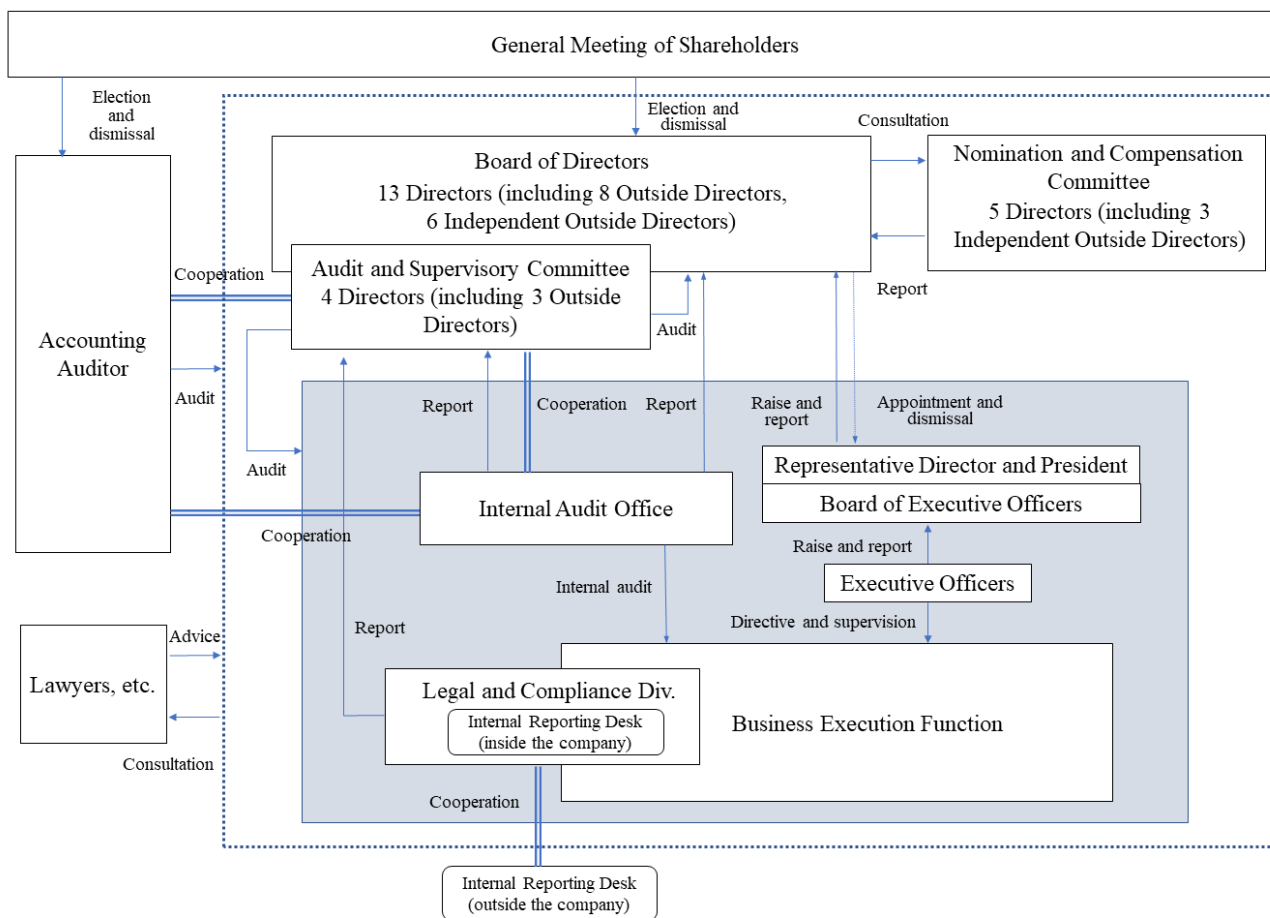 General Meeting of Shareholders
Election
and
dismissal
Election and
dismissal
Consultation
Board of Directors
13 Directors (including 8 Outside Directors,
6 Independent Outside Directors)
Nomination and Compensation
Committee
5 Directors (including 3
Independent Outside Directors)
Cooperation
Audit and Supervisory Committee
4 Directors (including 3 Outside
Directors)
Report
Audit
Accounting
Auditor
Audit
Report
Cooperation
Report
Raise and
report
Appointment and
dismissal
Audit
Representative Director and President
Board of Executive Officers
Internal Audit Office
Cooperation
Raise and report
Internal audit
Executive Officers
Directive and supervision
Report
Advice
Lawyers, etc.
Consultation
Legal and Compliance Div.
Internal Reporting Desk
(inside the company)
Business Execution Function
Cooperation
Internal Reporting Desk
(outside the company)